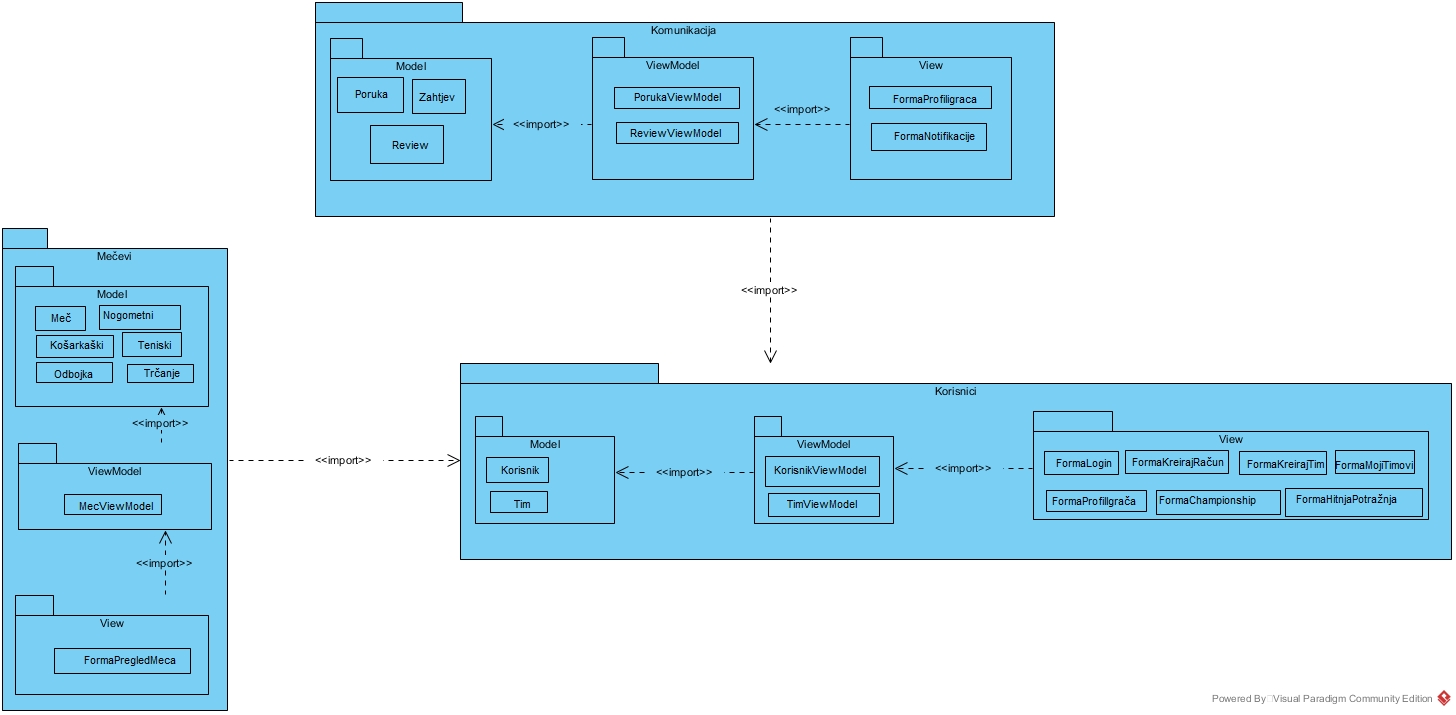 Komunikacija
Model
Poruka
Zahtjev
Review
<<import>>
ViewModel
PorukaViewModel
ReviewViewModel
<<import>>
View
FormaProfiligraca
FormaNotifikacije
<<import>>
Mečevi
Model
Meč
Nogometni
Košarkaški
Teniski
Odbojka
Trčanje
<<import>>
ViewModel
MecViewModel
<<import>>
View
FormaPregledMeca
<<import>>
Korisnici
Model
Korisnik
Tim
<<import>>
ViewModel
KorisnikViewModel
TimViewModel
<<import>>
View
FormaLogin
FormaKreirajRačun
FormaKreirajTim
FormaMojiTimovi
FormaProfilIgrača
FormaChampionship
FormaHitnjaPotražnja
Powered By Visual Paradigm Community Edition